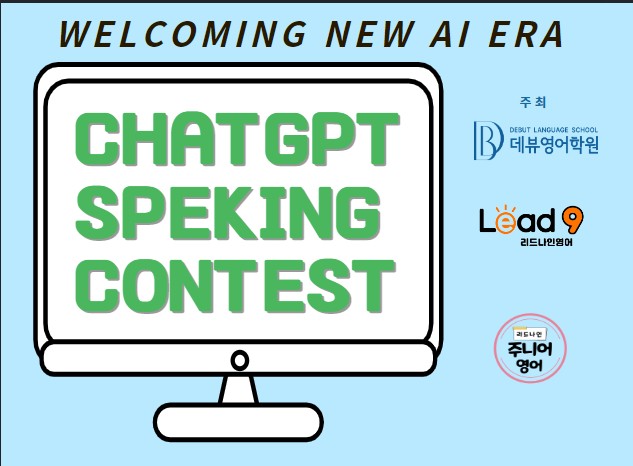 WELCOMING NEW AI ERA
CHATGPT
SPEKING
CONTEST
주최
DEBUT LANGUAGE SCHOOL
데뷰영어학원
Lead 9
리드나인영어
리드나인
주니어
영어